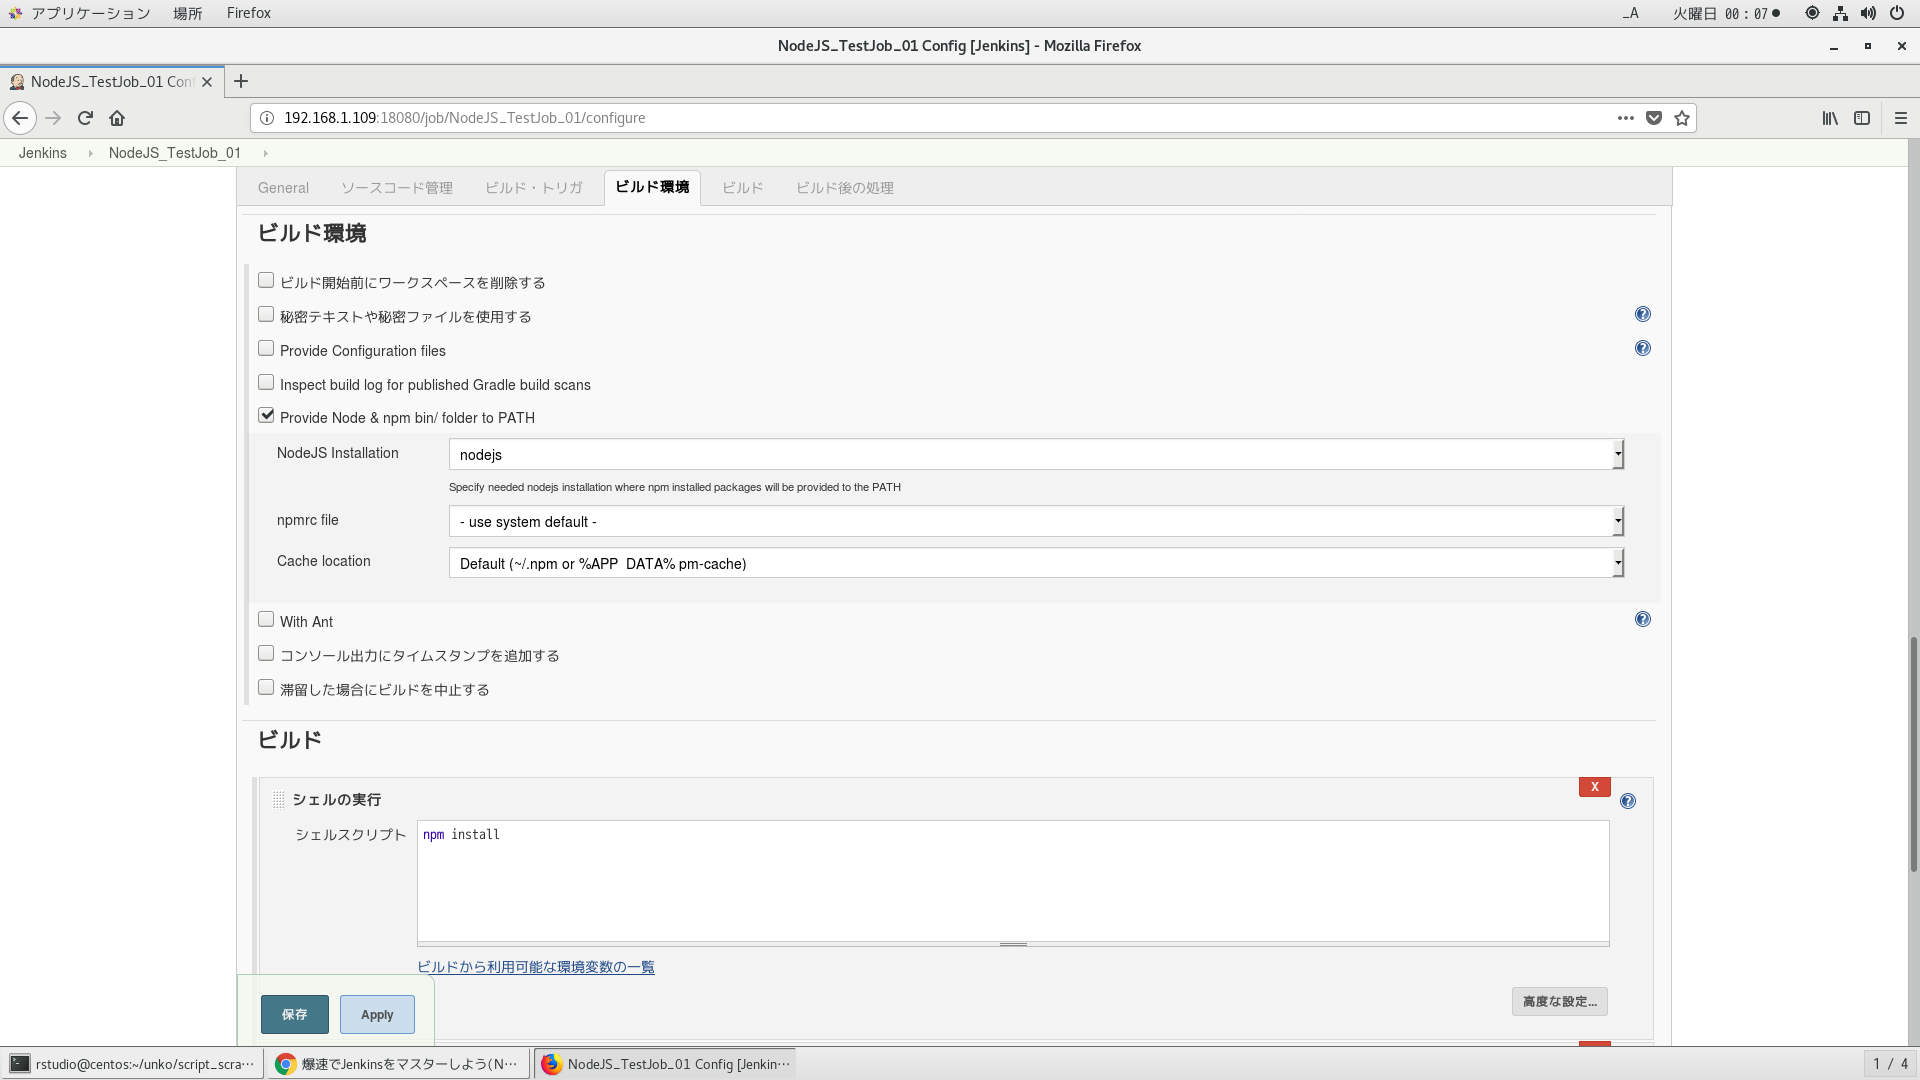 アプリケーション 場所 Firefox _A 火曜日 00 : 07
NodeJS_TestJob_01 Config [Jenkins] - Mozilla Firefox
NodeJS_TestJob_01 Con
192.168.1.109:18080/job/NodeJS_TestJob_01/configure
Jenkins NodeJS_TestJob_01
General ソースコード管理 ビルド・トリガ ビルド環境 ビルド ビルド後の処理
ビルド環境
ビルド開始前にワークスペースを削除する
秘密テキストや秘密ファイルを使用する
Provide Configuration files
Inspect build log for published Gradle build scans
Provide Node & npm bin/ folder to PATH
NodeJS Installation nodejs
Specify needed nodejs installation where npm installed packages will be provided to the PATH
npmrc file - use system default -
Cache location Default (~/.npm or %APP DATA% pm-cache)
With Ant
コンソール出力にタイムスタンプを追加する
滞留した場合にビルドを中止する
ビルド
シェルの実行 X
シェルスクリプト npm install
ビルドから利用可能な環境変数の一覧
高度な設定...
保存 Apply
rstudio@centos:~/unko/script_scra… 爆速でJenkinsをマスターしよう(N… NodeJS_TestJob_01 Config [Jenkin… 1 / 4